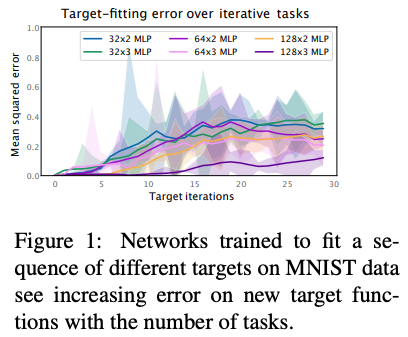 Target-fitting error over iterative tasks
Mean squared error
1.0
0.8
0.6
0.4
0.2
0.0
32x2 MLP 64x2 MLP 128x2 MLP
32x3 MLP 64x3 MLP 128x3 MLP
0 5 10 15 20 25 30
Target iterations
Figure 1: Networks trained to fit a se-
quence of different targets on MNIST data
see increasing error on new target func-
tions with the number of tasks.